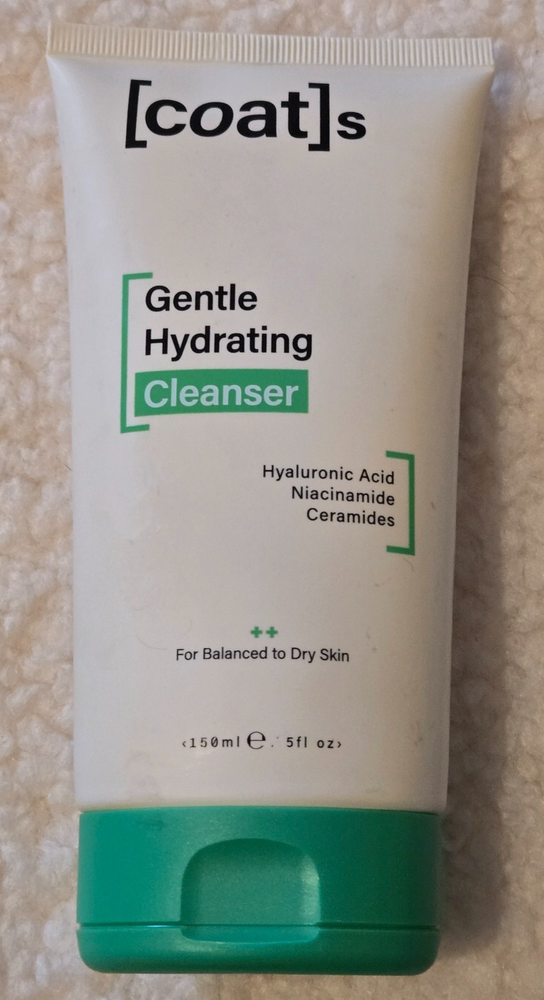 [coat]s
Gentle
Hydrating
Cleanser
Hyaluronic Acid
Niacinamide
Ceramides
++
For Balanced to Dry Skin
‹150ml ℮. 5fl oz›